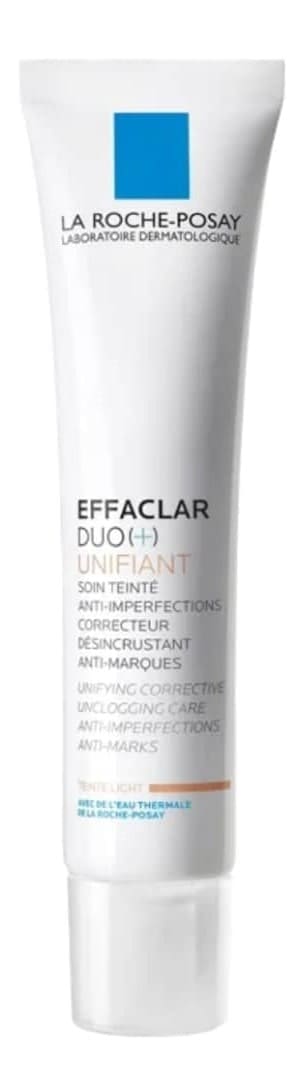 LA ROCHE-POSAY
LABORATOIRE DERMATOLOGIQUE
EFFACLAR
DUO(+)
UNIFIANT
SOIN TEINTÉ
ANTI-IMPERFECTIONS
CORRECTEUR
DÉSINCRUSTANT
ANTI-MARQUES
UNIFYING CORRECTIVE
UNCLOGGING CARE
ANTI-IMPERFECTIONS
ANTI-MARKS
TEINTE LIGHT
AVEC DE L'EAU THERMALE
DE LA ROCHE-POSAY